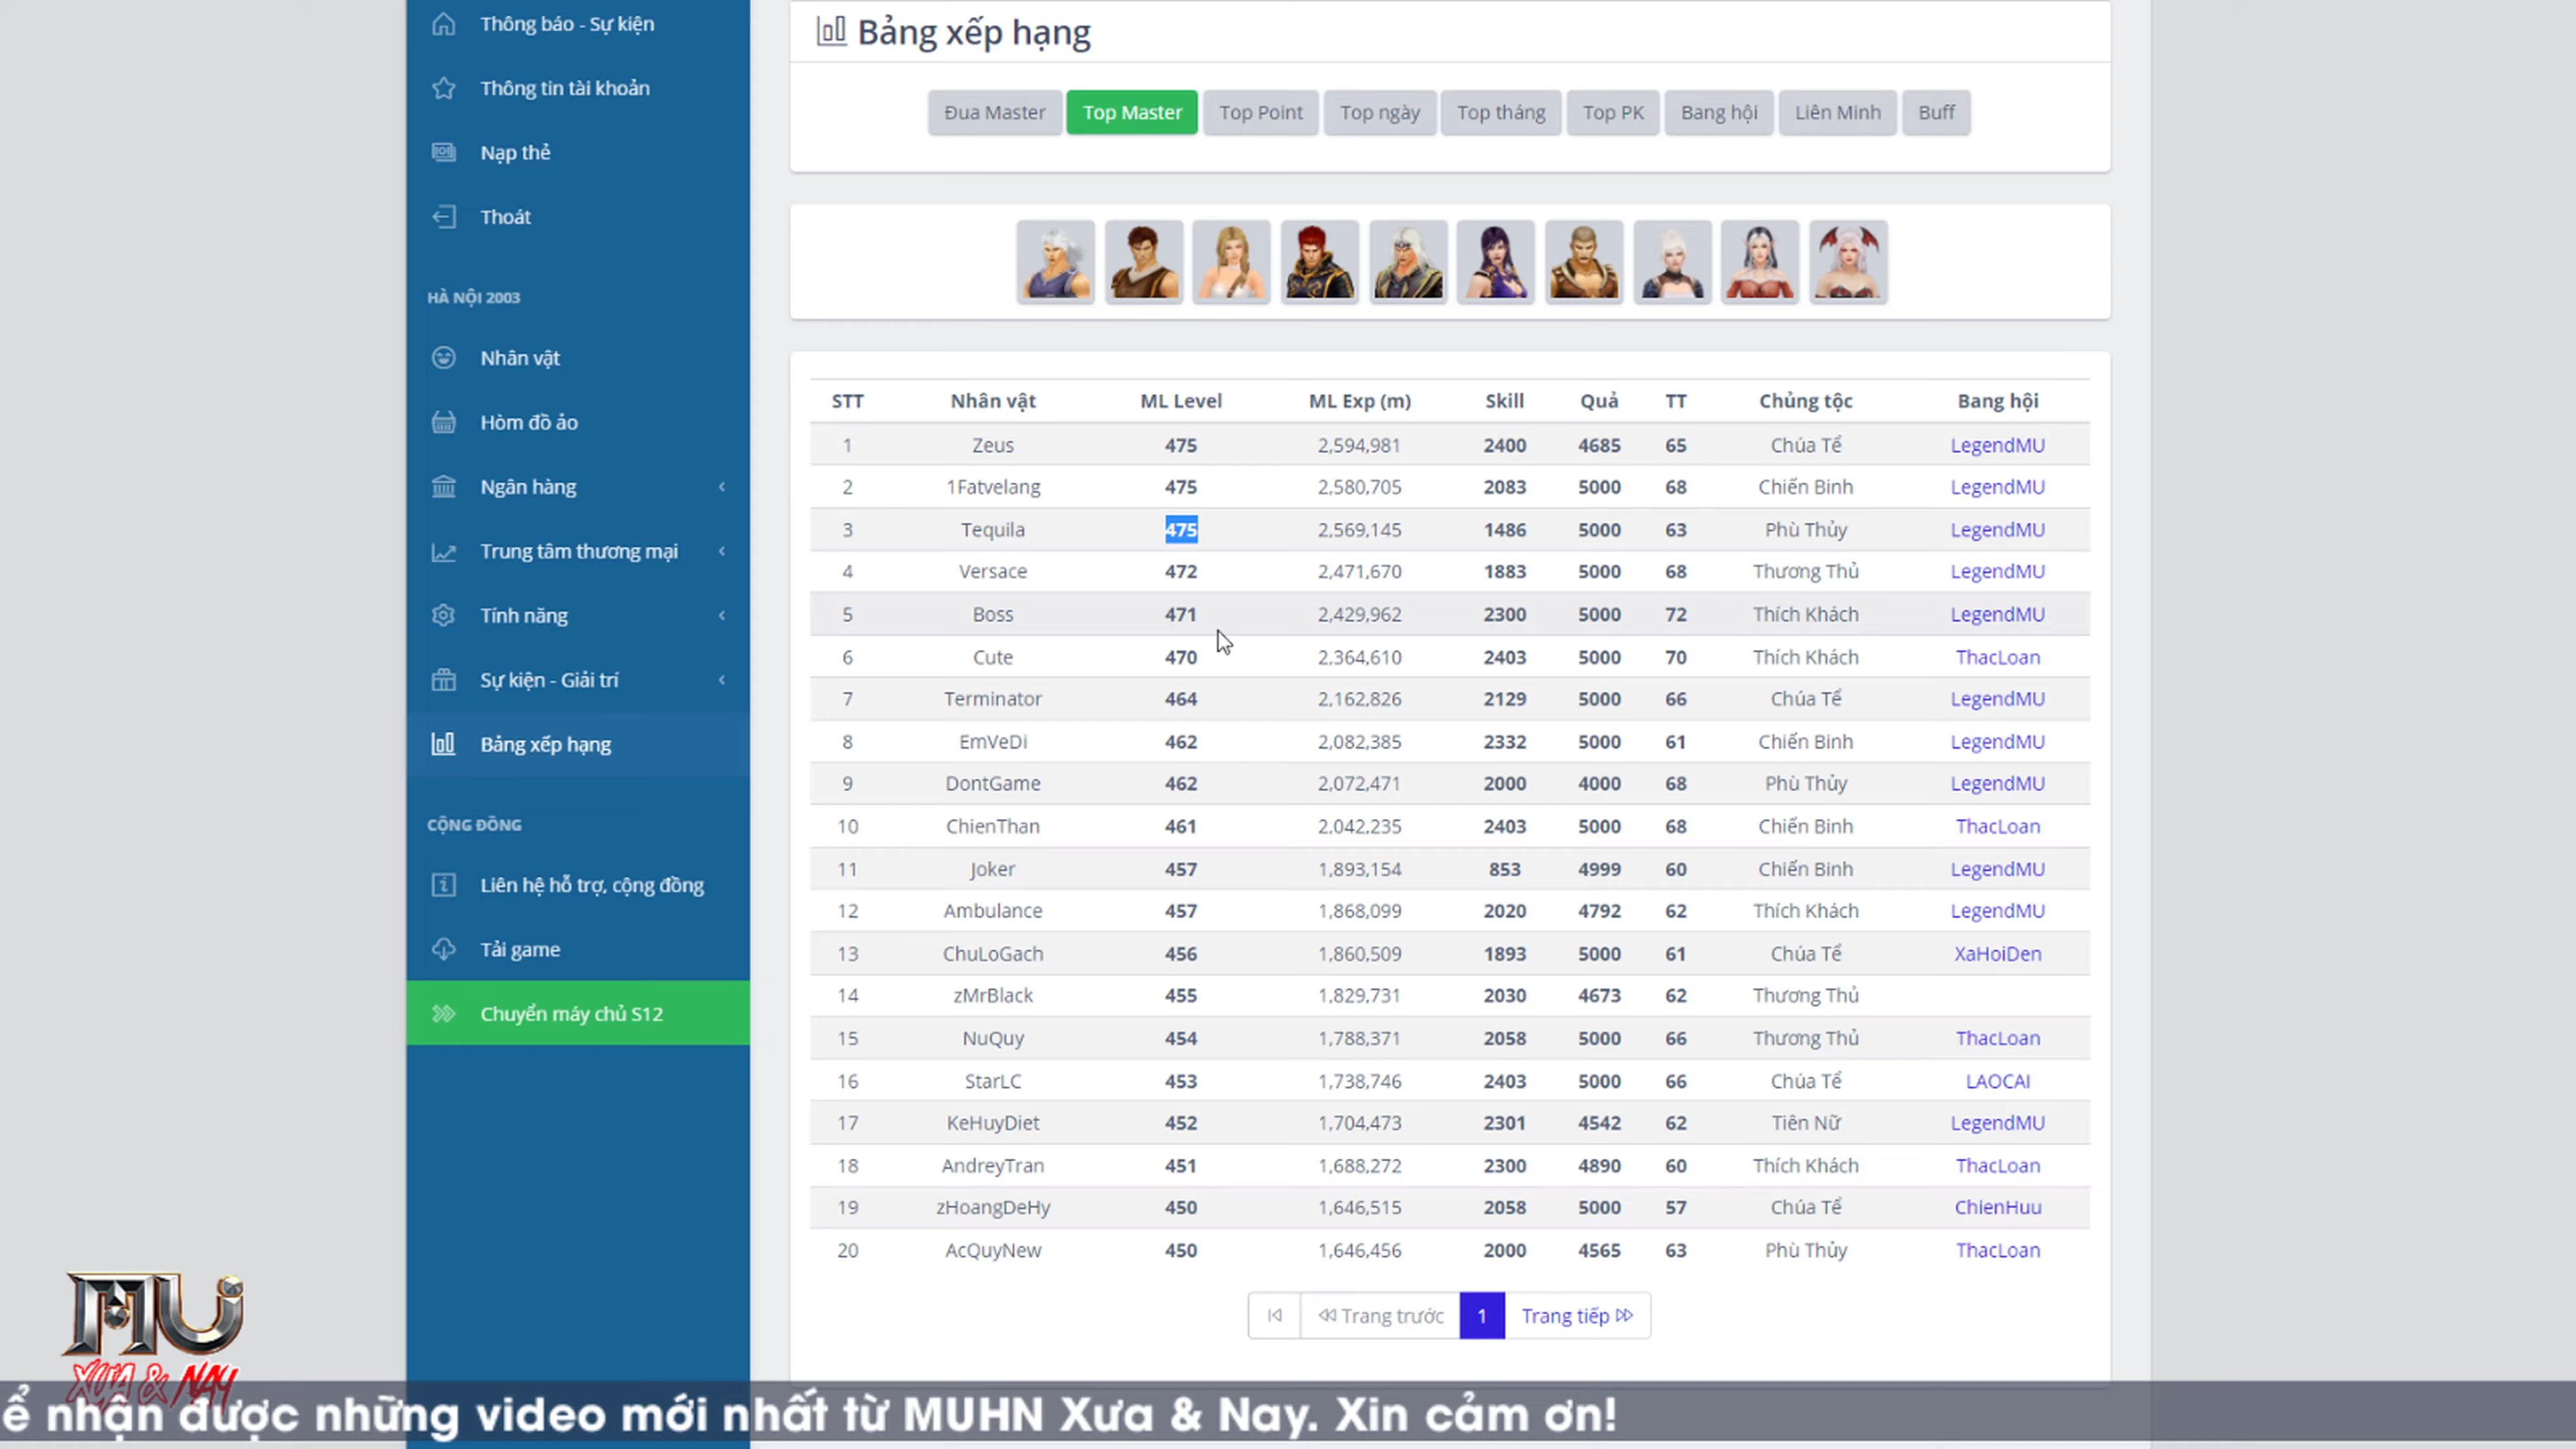 Thông báo - Sự kiện
Thông tin tài khoản
Nạp thẻ
Thoát
HÀ NỘI 2003
Nhân vật
Hòm đồ ảo
Ngân hàng
Trung tâm thương mại
Tính năng
Sự kiện - Giải trí
Bảng xếp hạng
CỘNG ĐỒNG
Liên hệ hỗ trợ, cộng đồng
Tải game
Chuyển máy chủ S12
Bảng xếp hạng
Đua Master Top Master Top Point Top ngày Top tháng Top PK Bang hội Liên Minh Buff
STT Nhân vật ML Level ML Exp (m) Skill Quả TT Chủng tộc Bang hội
1 Zeus 475 2,594,981 2400 4685 65 Chúa Tể LegendMU
2 1Fatvelang 475 2,580,705 2083 5000 68 Chiến Binh LegendMU
3 Tequila 475 2,569,145 1486 5000 63 Phù Thủy LegendMU
4 Versace 472 2,471,670 1883 5000 68 Thương Thủ LegendMU
5 Boss 471 2,429,962 2300 5000 72 Thích Khách LegendMU
6 Cute 470 2,364,610 2403 5000 70 Thích Khách ThacLoan
7 Terminator 464 2,162,826 2129 5000 66 Chúa Tể LegendMU
8 EmVeDi 462 2,082,385 2332 5000 61 Chiến Binh LegendMU
9 DontGame 462 2,072,471 2000 4000 68 Phù Thủy LegendMU
10 ChienThan 461 2,042,235 2403 5000 68 Chiến Binh ThacLoan
11 Joker 457 1,893,154 853 4999 60 Chiến Binh LegendMU
12 Ambulance 457 1,868,099 2020 4792 62 Thích Khách LegendMU
13 ChuLoGach 456 1,860,509 1893 5000 61 Chúa Tể XaHoiDen
14 zMrBlack 455 1,829,731 2030 4673 62 Thương Thủ
15 NuQuy 454 1,788,371 2058 5000 66 Thương Thủ ThacLoan
16 StarLC 453 1,738,746 2403 5000 66 Chúa Tể LAOCAI
17 KeHuyDiet 452 1,704,473 2301 4542 62 Tiên Nữ LegendMU
18 AndreyTran 451 1,688,272 2300 4890 60 Thích Khách ThacLoan
19 zHoangDeHy 450 1,646,515 2058 5000 57 Chúa Tể ChienHuu
20 AcQuyNew 450 1,646,456 2000 4565 63 Phù Thủy ThacLoan
Trang trước 1 Trang tiếp
MU
XƯA & NAY
ể nhận được những video mới nhất từ MUHN Xưa & Nay. Xin cảm ơn!